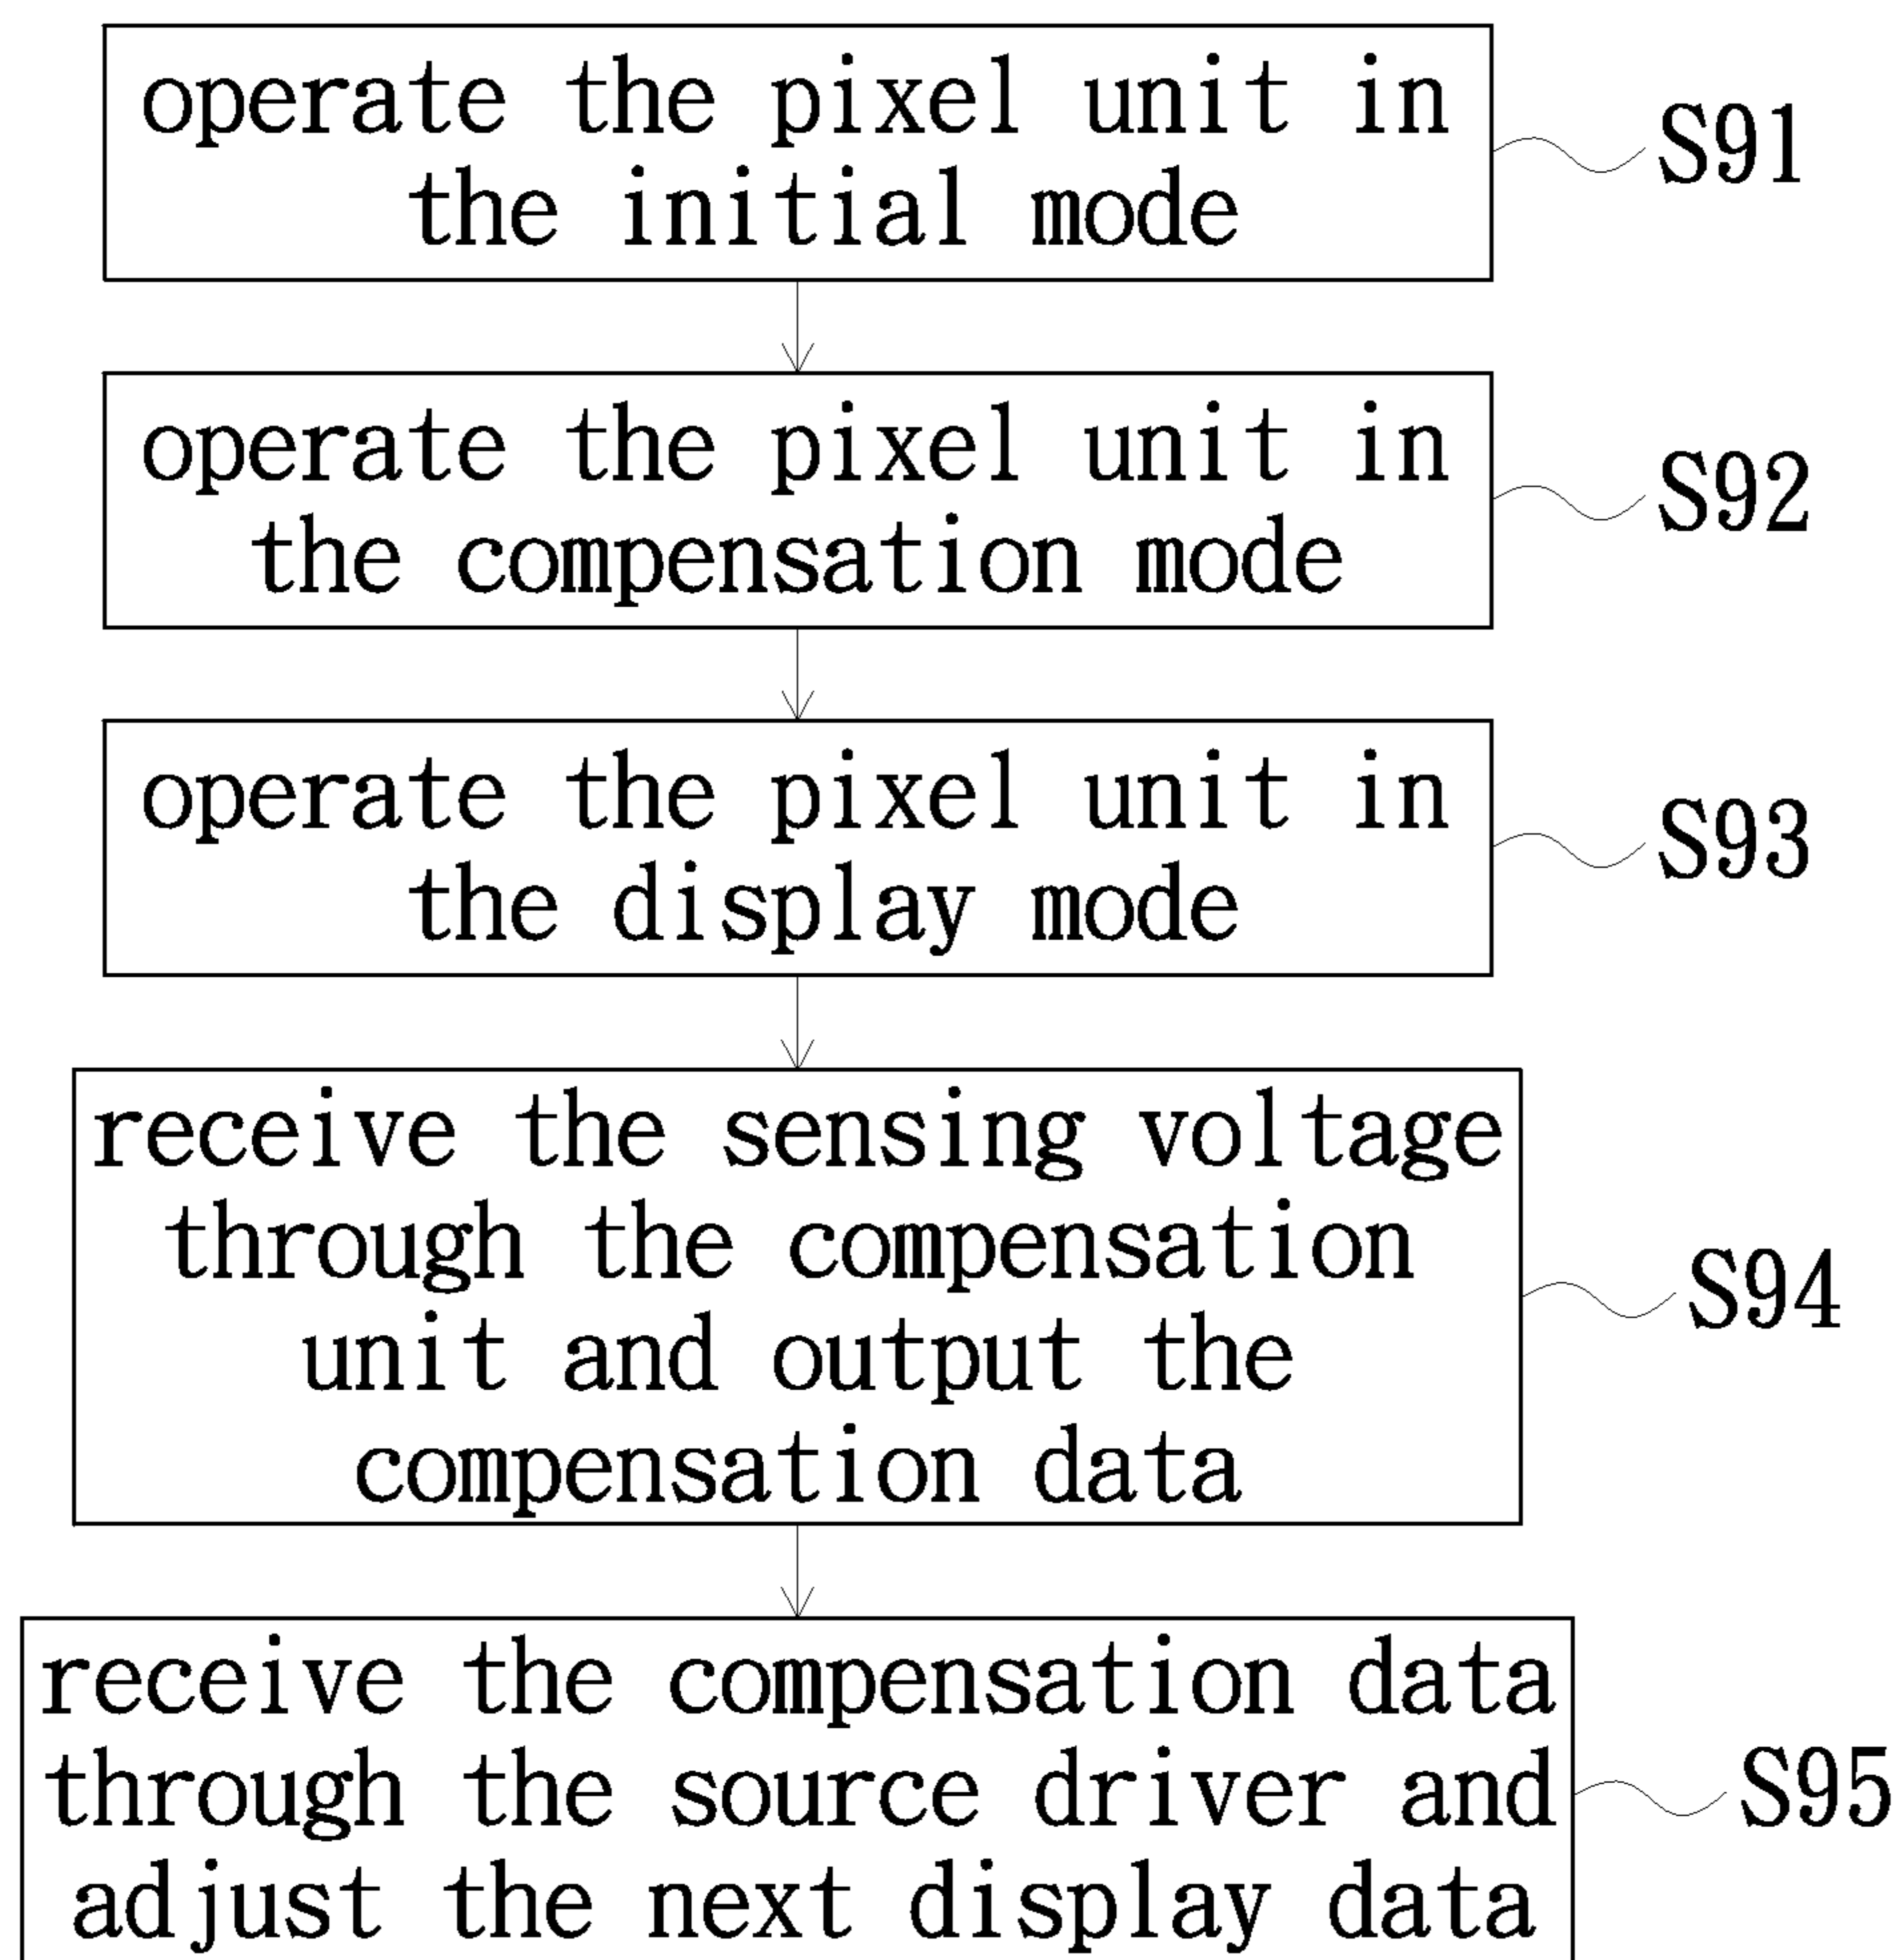 operate the pixel unit in
the initial mode
S91
operate the pixel unit in
the compensation mode
S92
operate the pixel unit in
the display mode
S93
receive the sensing voltage
through the compensation
unit and output the
compensation data
S94
receive the compensation data
through the source driver and
adjust the next display data
S95